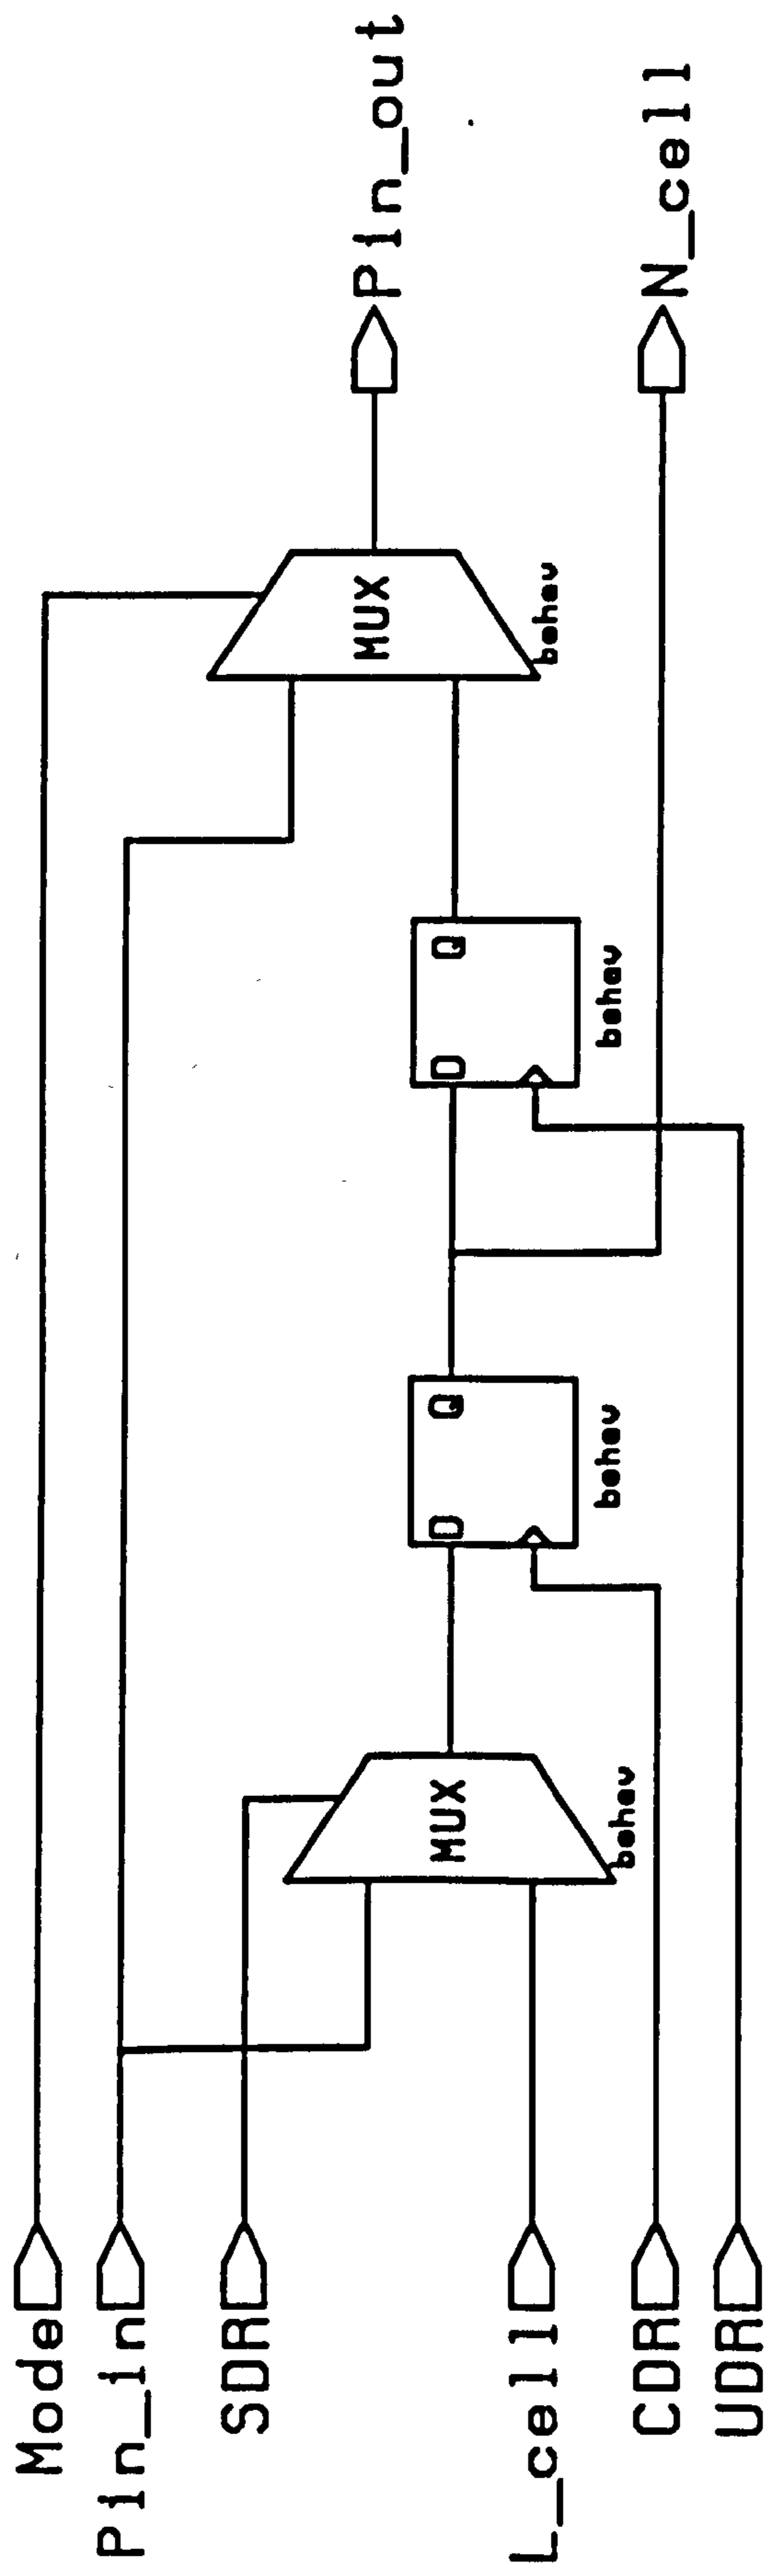 Mode
Pin_in
SDR
L_cell
CDR
UDR
MUX
behav
D
Q
behav
D
Q
behav
MUX
behav
Pin_out
N_cell